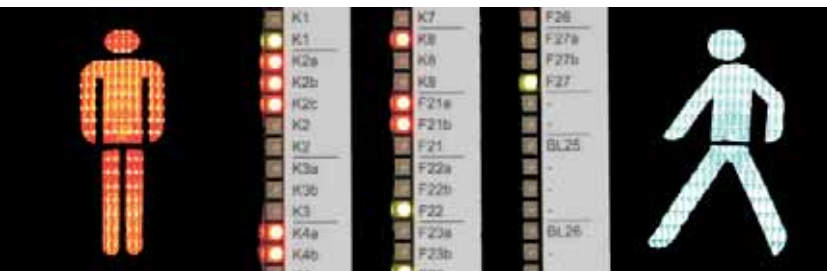 K1
K1
K2a
K2b
K2c
K2
K2
K3a
K3b
K3
K4a
K4b
K7
K8
K8
K8
F21a
F21b
F21
F22a
F22b
F22
F23a
F23b
F26
F27a
F27b
F27
-
-
BL25
-
-
-
BL26
-